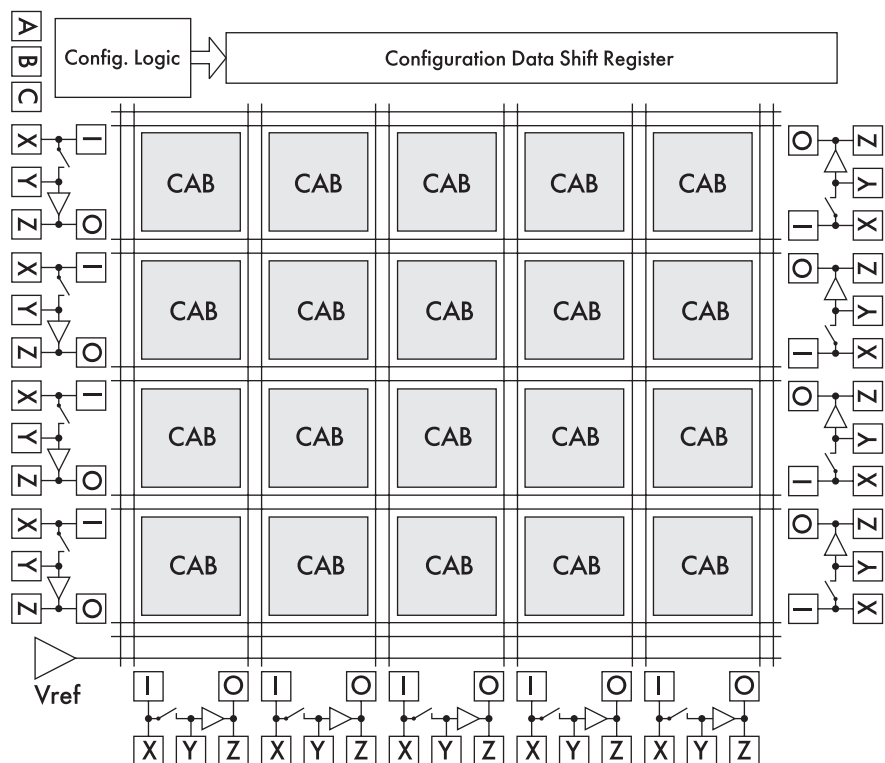 A
B
C
Config. Logic
Configuration Data Shift Register
X I
Y
Z O
CAB CAB CAB CAB CAB
O Z
Y
I X
X I
Y
Z O
CAB CAB CAB CAB CAB
O Z
Y
I X
X I
Y
Z O
CAB CAB CAB CAB CAB
O Z
Y
I X
X I
Y
Z O
CAB CAB CAB CAB CAB
O Z
Y
I X
Vref
I O I O I O I O I O
X Y Z X Y Z X Y Z X Y Z X Y Z